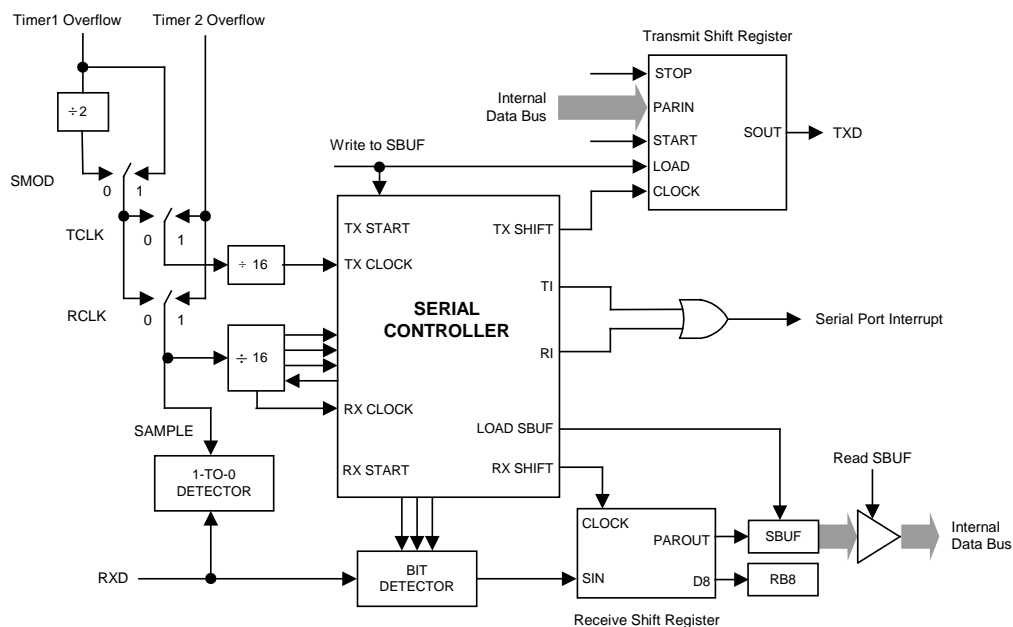 Timer1 Overflow
Timer 2 Overflow
÷2
SMOD
0
1
TCLK
0
1
RCLK
0
1
÷ 16
÷ 16
SAMPLE
1-TO-0
DETECTOR
RXD
Write to SBUF
TX START
TX CLOCK
SERIAL
CONTROLLER
RX CLOCK
RX START
TX SHIFT
TI
RI
LOAD SBUF
RX SHIFT
BIT
DETECTOR
Transmit Shift Register
Internal
Data Bus
STOP
PARIN
START
LOAD
CLOCK
SOUT
TXD
Serial Port Interrupt
CLOCK
PAROUT
SIN
D8
Receive Shift Register
SBUF
RB8
Read SBUF
Internal
Data Bus